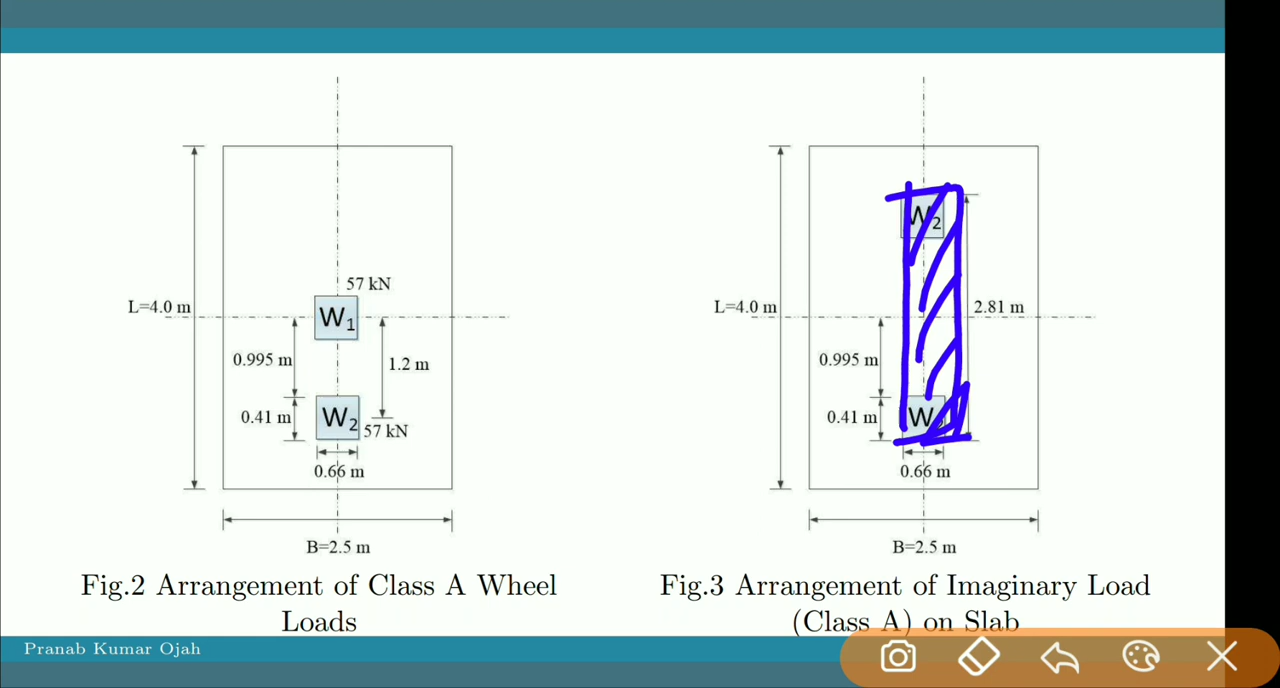 57 kN
L=4.0 m
W1
0.995 m
1.2 m
0.41 m
W2
57 kN
0.66 m
B=2.5 m
Fig.2 Arrangement of Class A Wheel
Loads
W2
L=4.0 m
2.81 m
0.995 m
0.41 m
W
0.66 m
B=2.5 m
Fig.3 Arrangement of Imaginary Load
(Class A) on Slab
Pranab Kumar Ojah